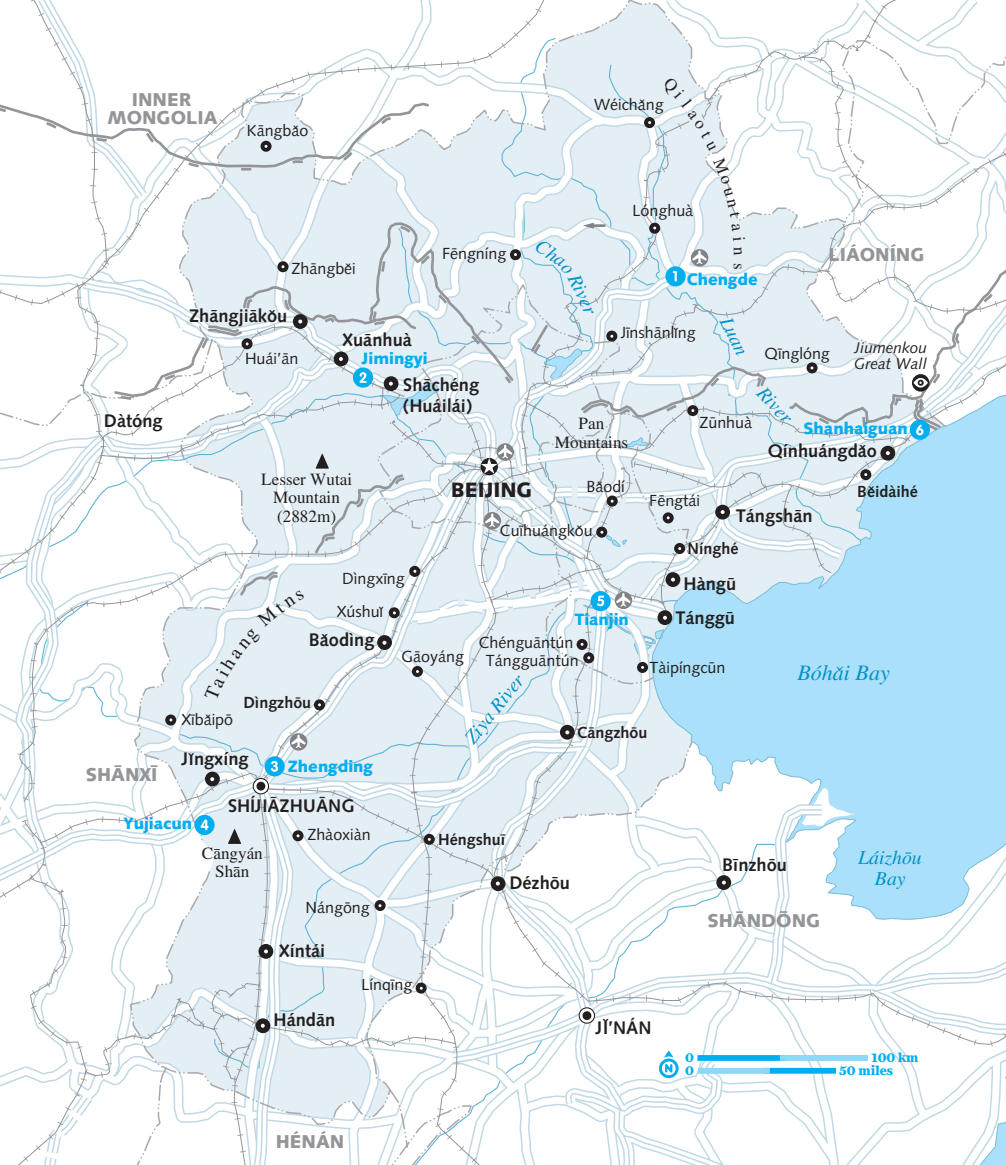 INNER
MONGOLIA
Kāngbǎo
Wéichǎng
Qilaotu Mountains
Lónghuà
LIÁONÍNG
Fēngníng
Chao River
Zhāngběi
1 Chengde
Zhāngjiākǒu
Xuānhuà
Jīnshānlǐng
Luan
River
Huái'ān
Jimingyi
2
Qīnglóng
Jiumenkou
Great Wall
Shāchéng
(Huáilái)
Dàtóng
Zūnhuà
Pan
Mountains
Shanhaiguan 6
Qínhuángdǎo
Lesser Wutai
Mountain
(2882m)
BEIJING
Bǎodí
Fēngtái
Běidàihé
Tángshān
Cuīhuángkǒu
Nínghé
Dìngxīng
Hàngū
Taihang Mtns
Xúshuǐ
5
Tianjin
Tánggū
Bǎodìng
Chénguāntún
Tángguāntún
Gāoyáng
Tàipíngcūn
Bóhǎi Bay
Ziya River
Dìngzhōu
Xībǎipō
Cāngzhōu
Jǐngxíng
3 Zhengding
SHĀNXĪ
SHÍJIĀZHUĀNG
Yujiacun 4
Zhàoxiàn
Héngshuǐ
Cāngyán
Shān
Láizhōu
Bay
Bīnzhōu
Dézhōu
Nángōng
SHĀNDŌNG
Xíntái
Línqīng
Hándān
JǏ'NÁN
N
0 100 km
0 50 miles
HÉNÁN